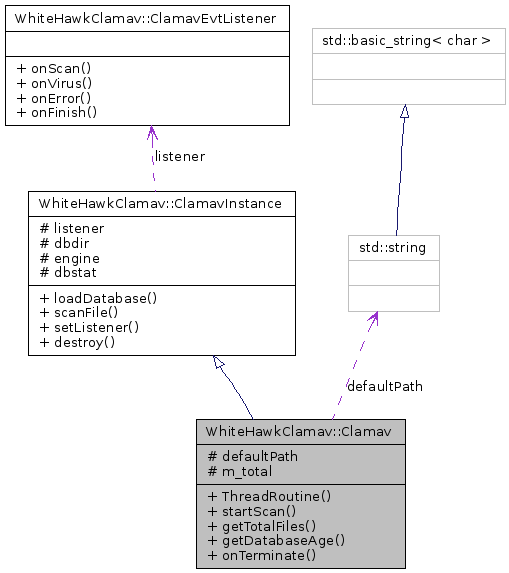 WhiteHawkClamav::ClamavEvtListener
+ onScan()
+ onVirus()
+ onError()
+ onFinish()
std::basic_string< char >
listener
WhiteHawkClamav::ClamavInstance
# listener
# dbdir
# engine
# dbstat
+ loadDatabase()
+ scanFile()
+ setListener()
+ destroy()
std::string
defaultPath
WhiteHawkClamav::Clamav
# defaultPath
# m_total
+ ThreadRoutine()
+ startScan()
+ getTotalFiles()
+ getDatabaseAge()
+ onTerminate()